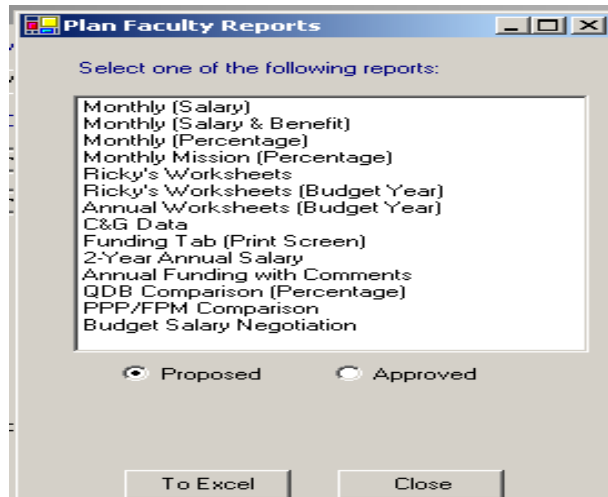 Plan Faculty Reports
Select one of the following reports:
Monthly (Salary)
Monthly (Salary & Benefit)
Monthly (Percentage)
Monthly Mission (Percentage)
Ricky's Worksheets
Ricky's Worksheets (Budget Year)
Annual Worksheets (Budget Year)
C&G Data
Funding Tab (Print Screen)
2-Year Annual Salary
Annual Funding with Comments
QDB Comparison (Percentage)
PPP/FPM Comparison
Budget Salary Negotiation
Proposed Approved
To Excel Close